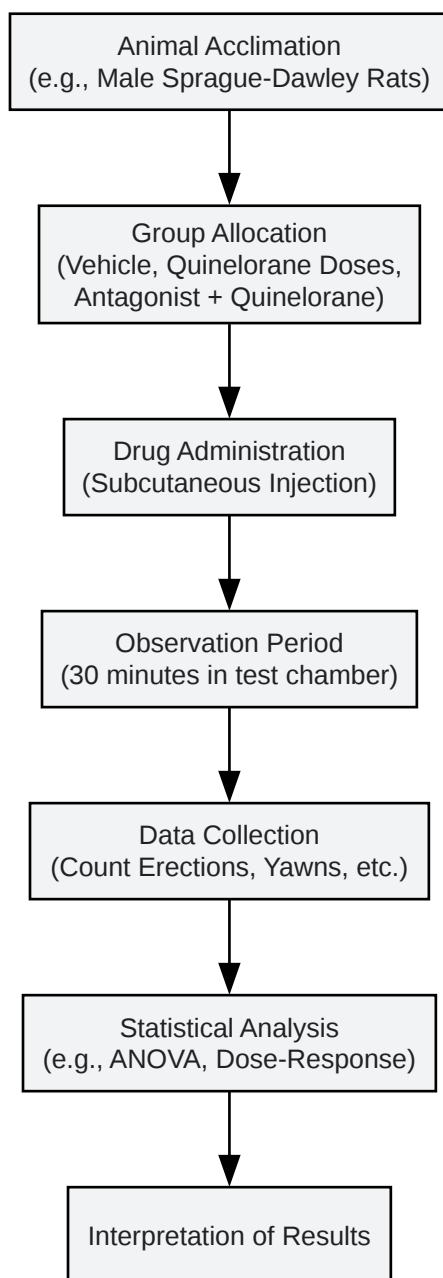 Animal Acclimation
(e.g., Male Sprague-Dawley Rats)
Group Allocation
(Vehicle, Quinelorane Doses,
Antagonist + Quinelorane)
Drug Administration
(Subcutaneous Injection)
Observation Period
(30 minutes in test chamber)
Data Collection
(Count Erections, Yawns, etc.)
Statistical Analysis
(e.g., ANOVA, Dose-Response)
Interpretation of Results